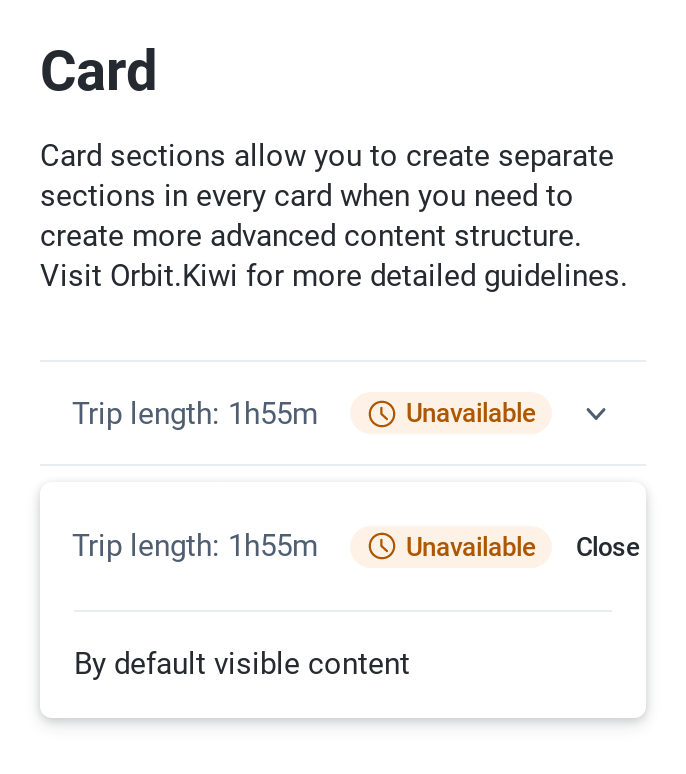 Card
Card sections allow you to create separate
sections in every card when you need to
create more advanced content structure.
Visit Orbit.Kiwi for more detailed guidelines.
Trip length: 1h55m Unavailable
Trip length: 1h55m Unavailable Close
By default visible content